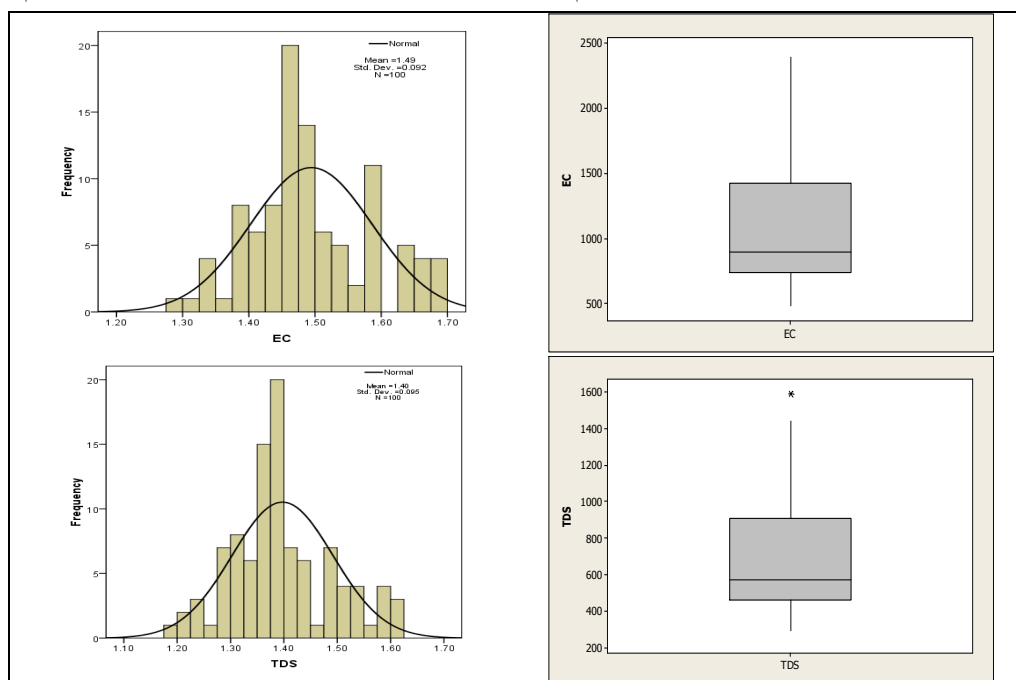 Normal
Mean =1.49
Std. Dev. =0.092
N =100
20
15
10
5
0
Frequency
1.20 1.30 1.40 1.50 1.60 1.70
EC
2500
2000
1500
1000
500
EC
EC
Normal
Mean =1.40
Std. Dev. =0.095
N =100
20
15
10
5
0
Frequency
1.10 1.20 1.30 1.40 1.50 1.60 1.70
TDS
1600
1400
1200
1000
800
600
400
200
TDS
TDS